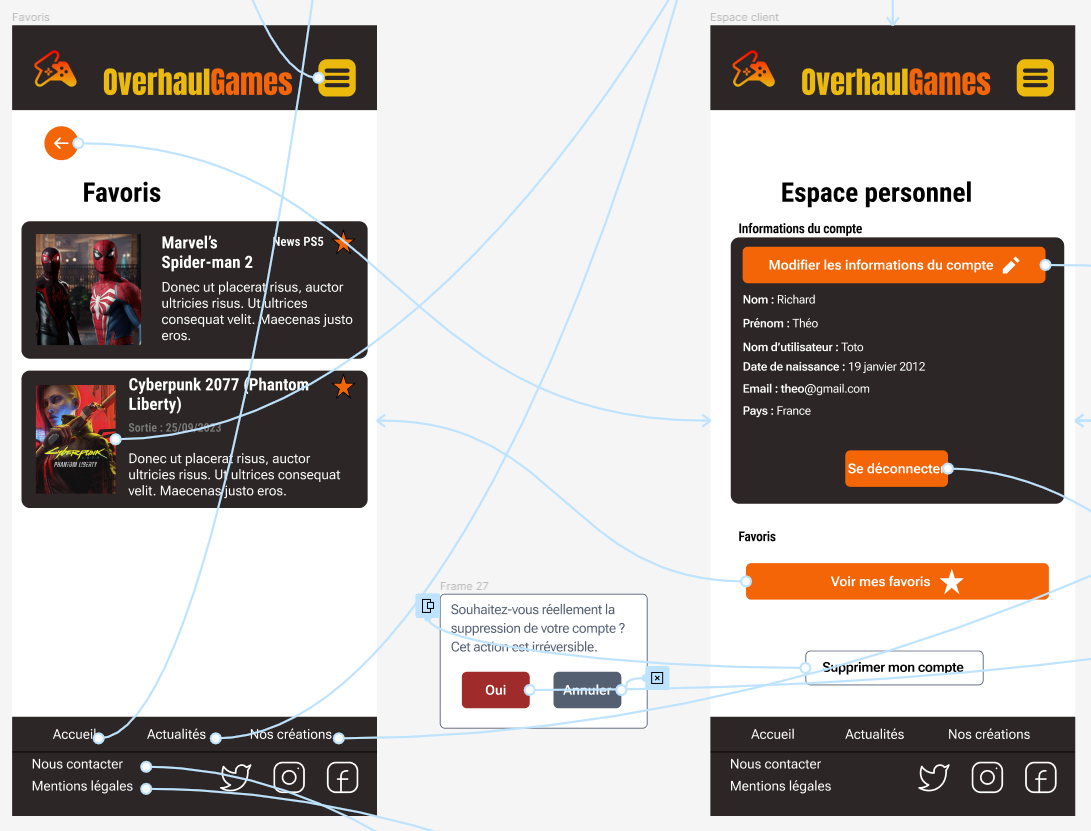 Favoris
OverhaulGames
Favoris
Marvel's
Spider-man 2
News PS5
Donec ut placerat risus, auctor
ultricies risus. Ut ultrices
consequat velit. Maecenas justo
eros.
Cyberpunk 2077 (Phantom
Liberty)
Sortie : 25/09/2023
CYBERPUNK
PHANTOM LIBERTY
Donec ut placerat risus, auctor
ultricies risus. Ut ultrices consequat
velit. Maecenas justo eros.
Accueil
Actualités
Nos créations
Nous contacter
Mentions légales
Frame 27
Souhaitez-vous réellement la
suppression de votre compte ?
Cet action est irréversible.
Oui
Annuler
Espace client
OverhaulGames
Espace personnel
Informations du compte
Modifier les informations du compte
Nom : Richard
Prénom : Théo
Nom d'utilisateur : Toto
Date de naissance : 19 janvier 2012
Email : theo@gmail.com
Pays : France
Se déconnecter
Favoris
Voir mes favoris
Supprimer mon compte
Accueil
Actualités
Nos créations
Nous contacter
Mentions légales